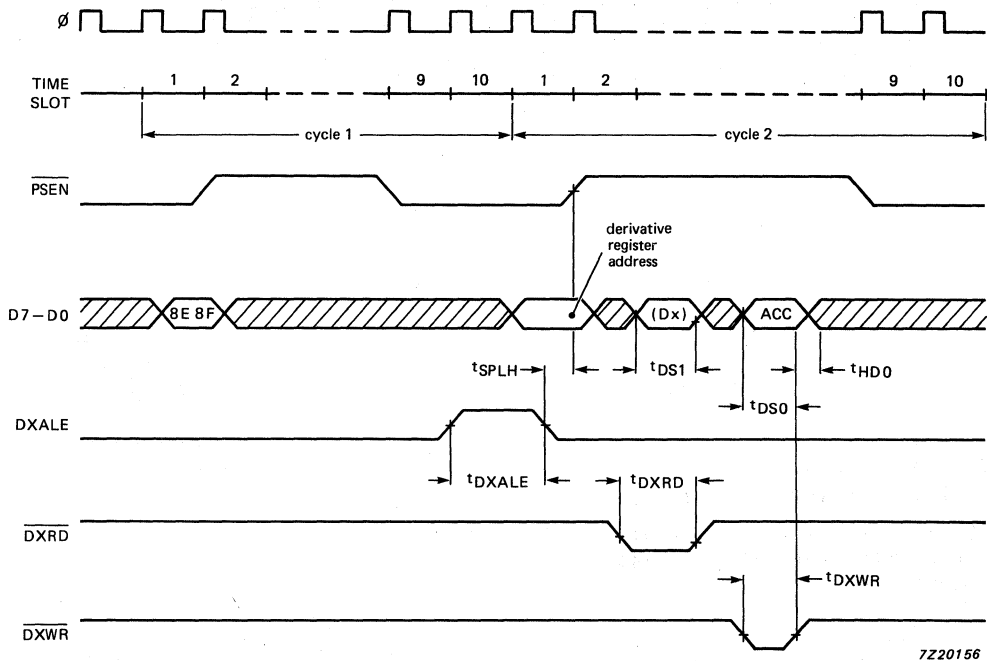 ø
TIME
SLOT
1 2 9 10 1 2 9 10
cycle 1 cycle 2
PSEN
derivative
register
address
D7–D0 8E 8F (Dx) ACC
tSPLH tDS1 tHD0
tDS0
DXALE
tDXALE tDXRD
DXRD
tDXWR
DXWR
7Z20156